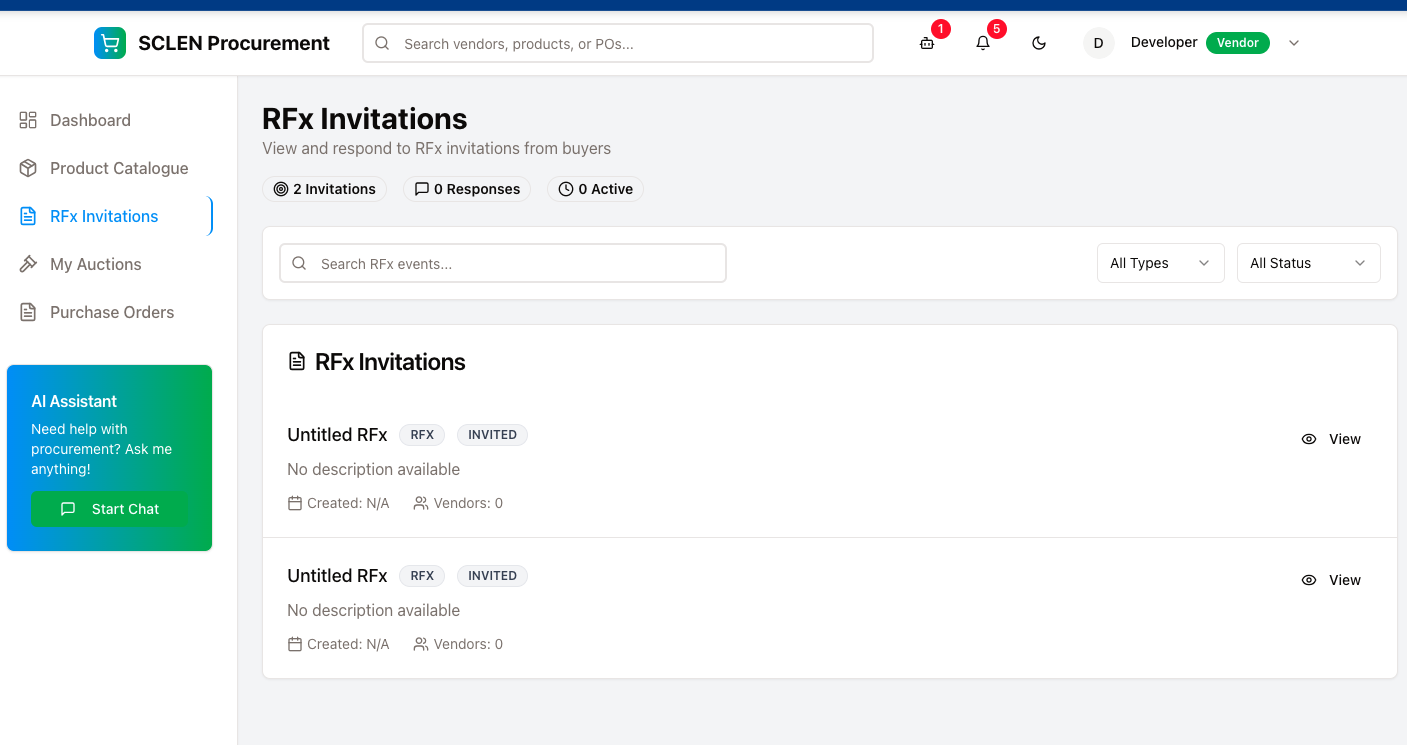 SCLEN Procurement
Search vendors, products, or POs...
1
5
D
Developer
Vendor
Dashboard
Product Catalogue
RFx Invitations
My Auctions
Purchase Orders
AI Assistant
Need help with
procurement? Ask me
anything!
Start Chat
RFx Invitations
View and respond to RFx invitations from buyers
2 Invitations
0 Responses
0 Active
Search RFx events...
All Types
All Status
RFx Invitations
Untitled RFx
RFX
INVITED
View
No description available
Created: N/A
Vendors: 0
Untitled RFx
RFX
INVITED
View
No description available
Created: N/A
Vendors: 0